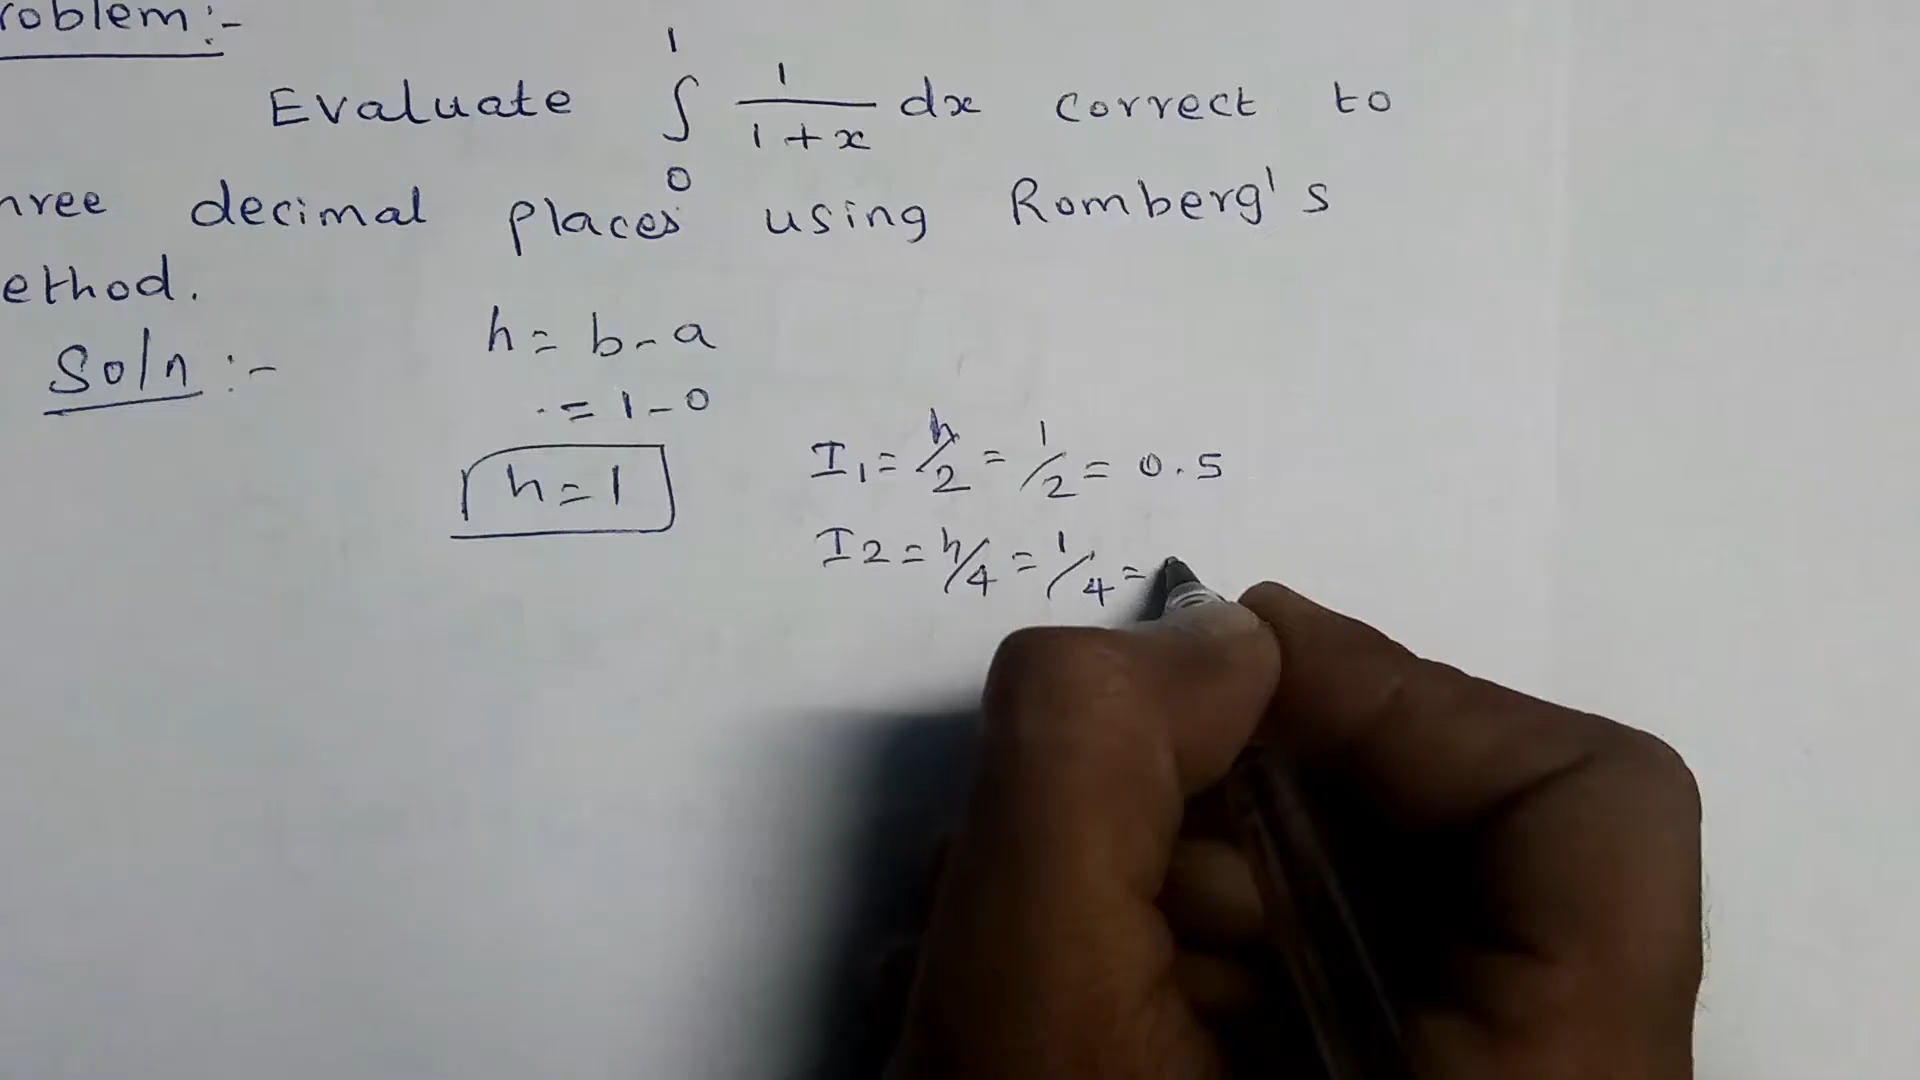 roblem:-
Evaluate ∫₀¹ 1/(1+x) dx correct to
hree decimal places using Romberg's
ethod.
Soln :-
h = b-a
= 1-0
h=1
I₁ = h/2 = 1/2 = 0.5
I2 = h/4 = 1/4 =